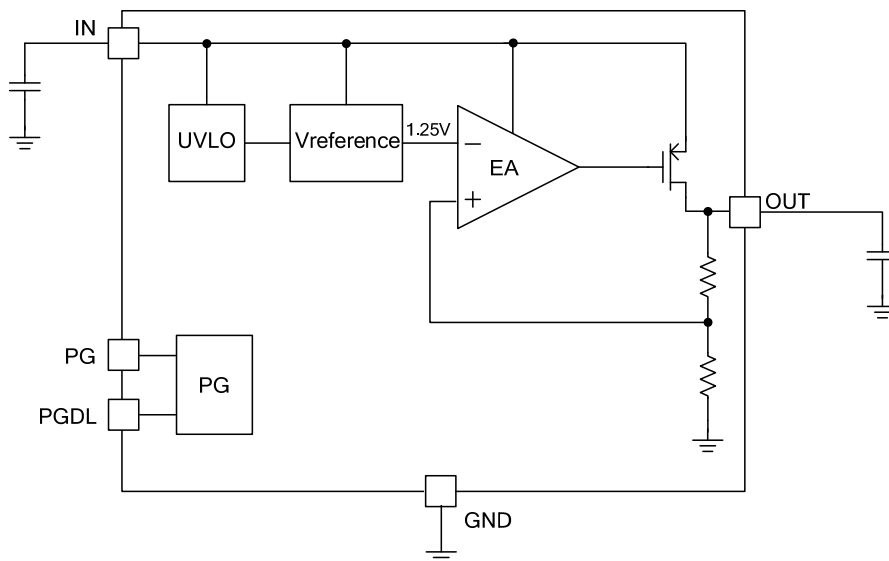 IN
UVLO
Vreference
1.25V
−
EA
+
OUT
PG
PG
PGDL
GND